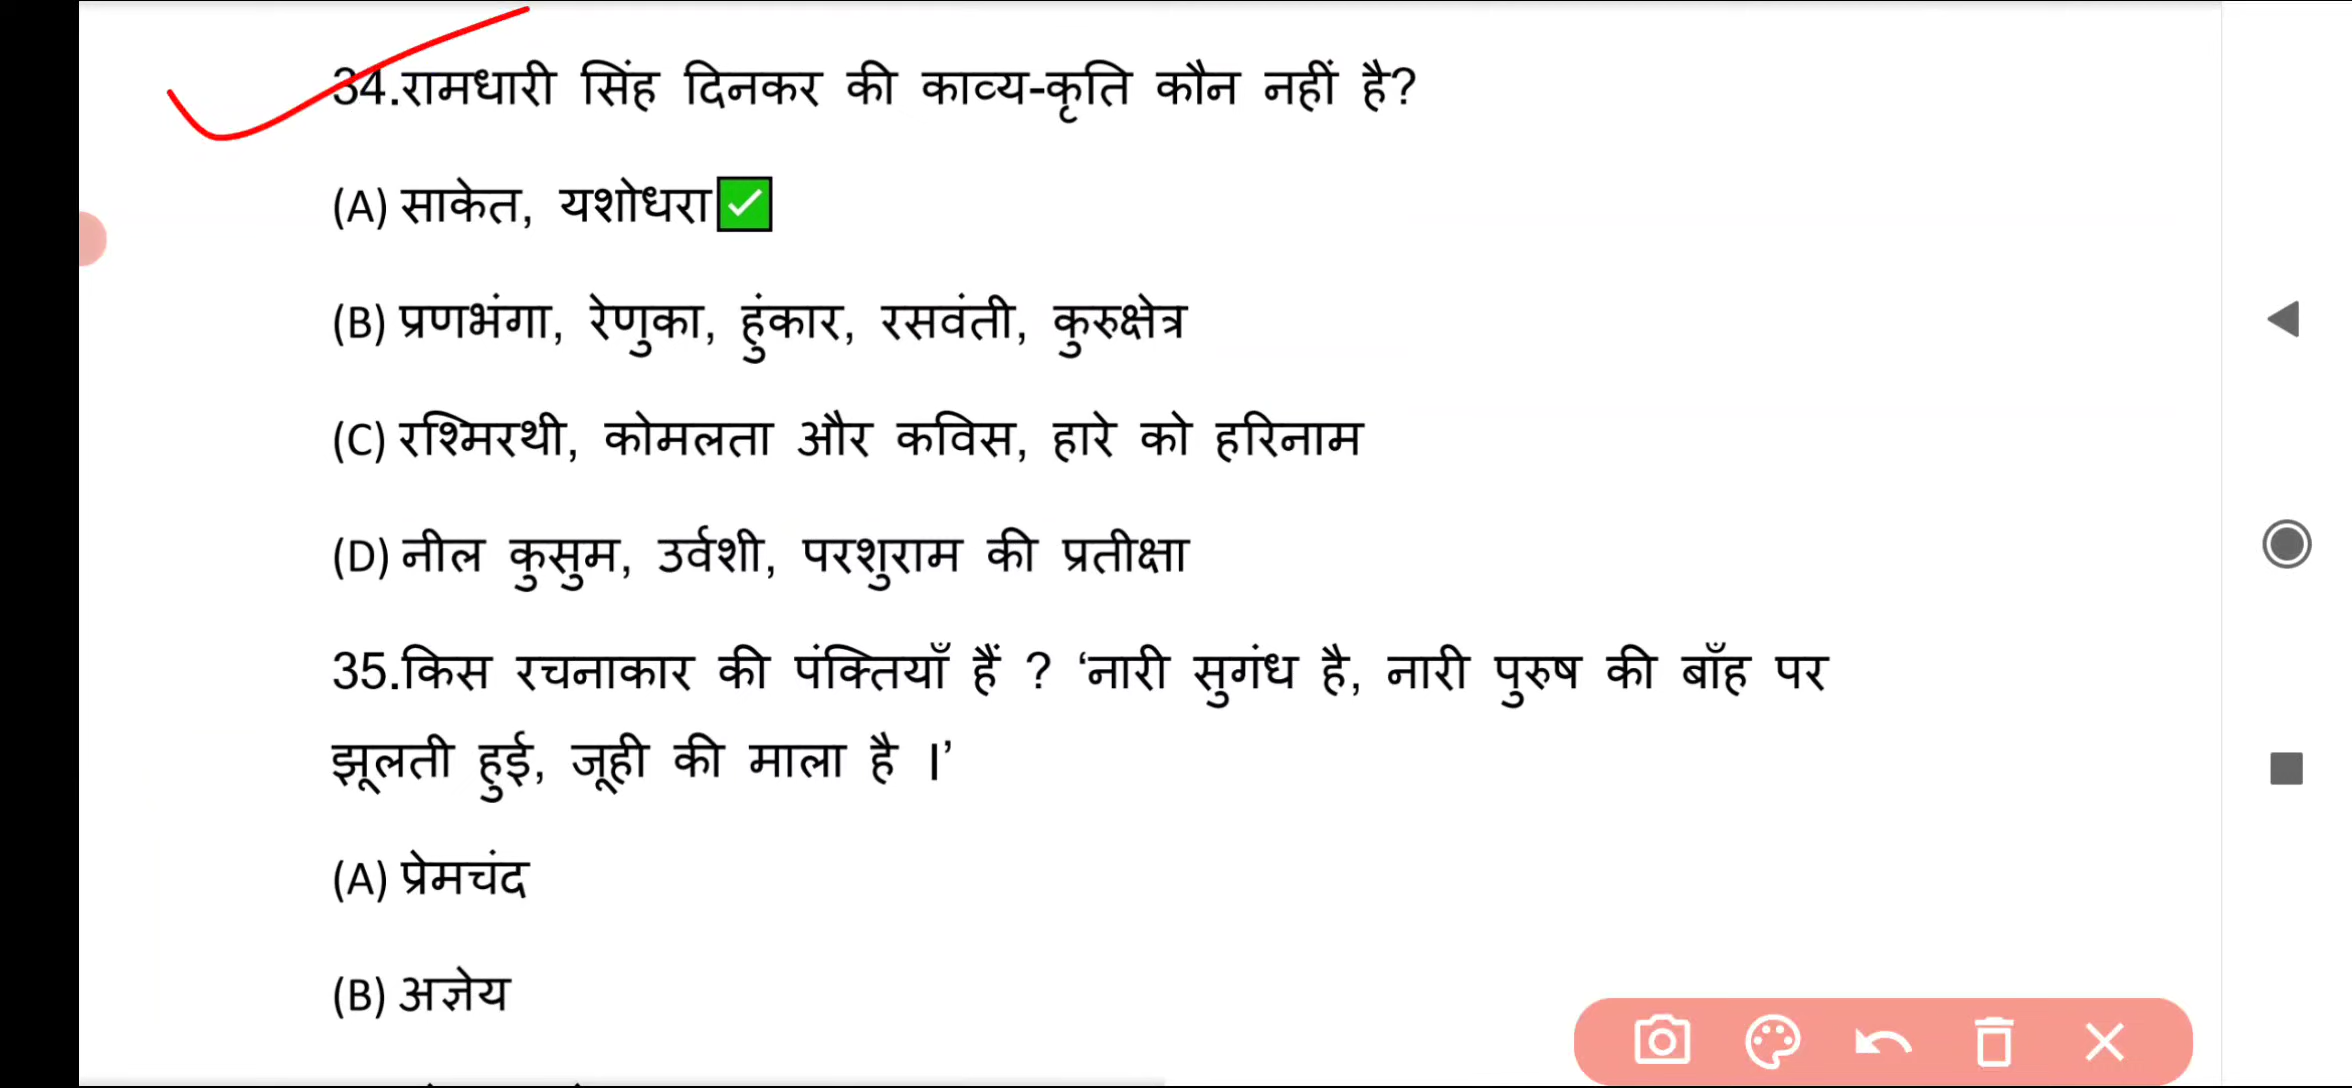 34.रामधारी सिंह दिनकर की काव्य-कृति कौन नहीं है?
(A) साकेत, यशोधरा
(B) प्रणभंगा, रेणुका, हुंकार, रसवंती, कुरुक्षेत्र
(C) रश्मिरथी, कोमलता और कविस, हारे को हरिनाम
(D) नील कुसुम, उर्वशी, परशुराम की प्रतीक्षा
35.किस रचनाकार की पंक्तियाँ हैं ? ‘नारी सुगंध है, नारी पुरुष की बाँह पर
झूलती हुई, जूही की माला है ।’
(A) प्रेमचंद
(B) अज्ञेय